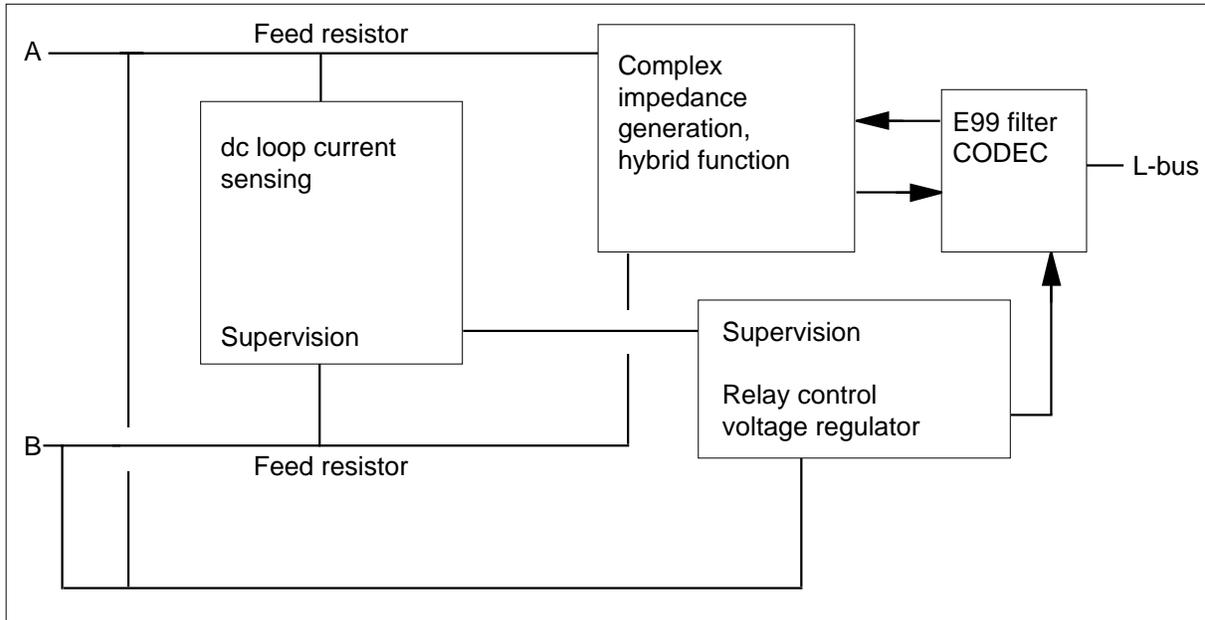 A
Feed resistor
Complex
impedance
generation,
hybrid function
E99 filter
CODEC
L-bus
dc loop current
sensing
Supervision
Supervision
Relay control
voltage regulator
B
Feed resistor